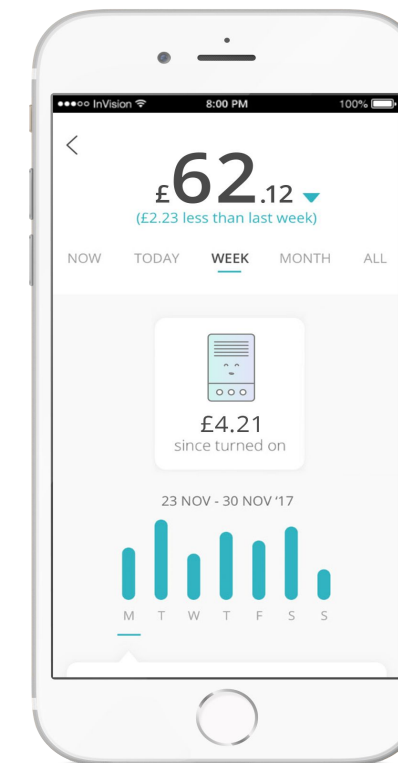 ●●●○○ InVision 8:00 PM 100%
£62.12
(£2.23 less than last week)
NOW TODAY WEEK MONTH ALL
£4.21
since turned on
23 NOV - 30 NOV '17
M T W T F S S